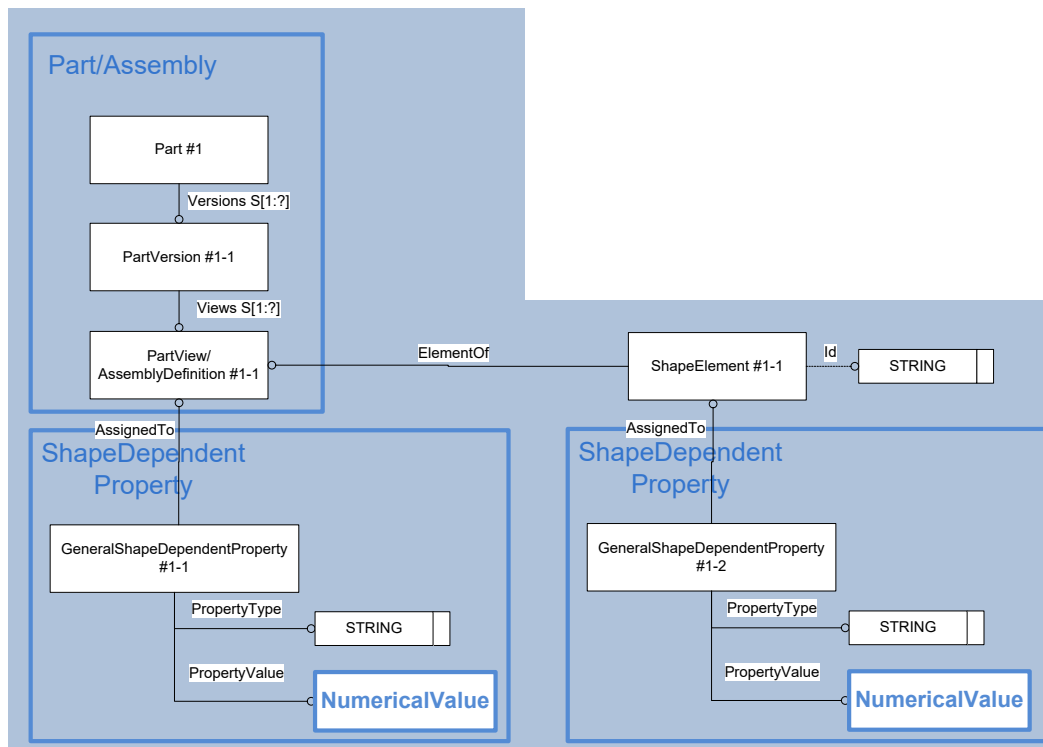 Part/Assembly
Part #1
Versions S[1:?]
PartVersion #1-1
Views S[1:?]
PartView/
AssemblyDefinition #1-1
ElementOf
ShapeElement #1-1
Id
STRING
AssignedTo
ShapeDependent
Property
GeneralShapeDependentProperty
#1-1
PropertyType
STRING
PropertyValue
NumericalValue
AssignedTo
ShapeDependent
Property
GeneralShapeDependentProperty
#1-2
PropertyType
STRING
PropertyValue
NumericalValue